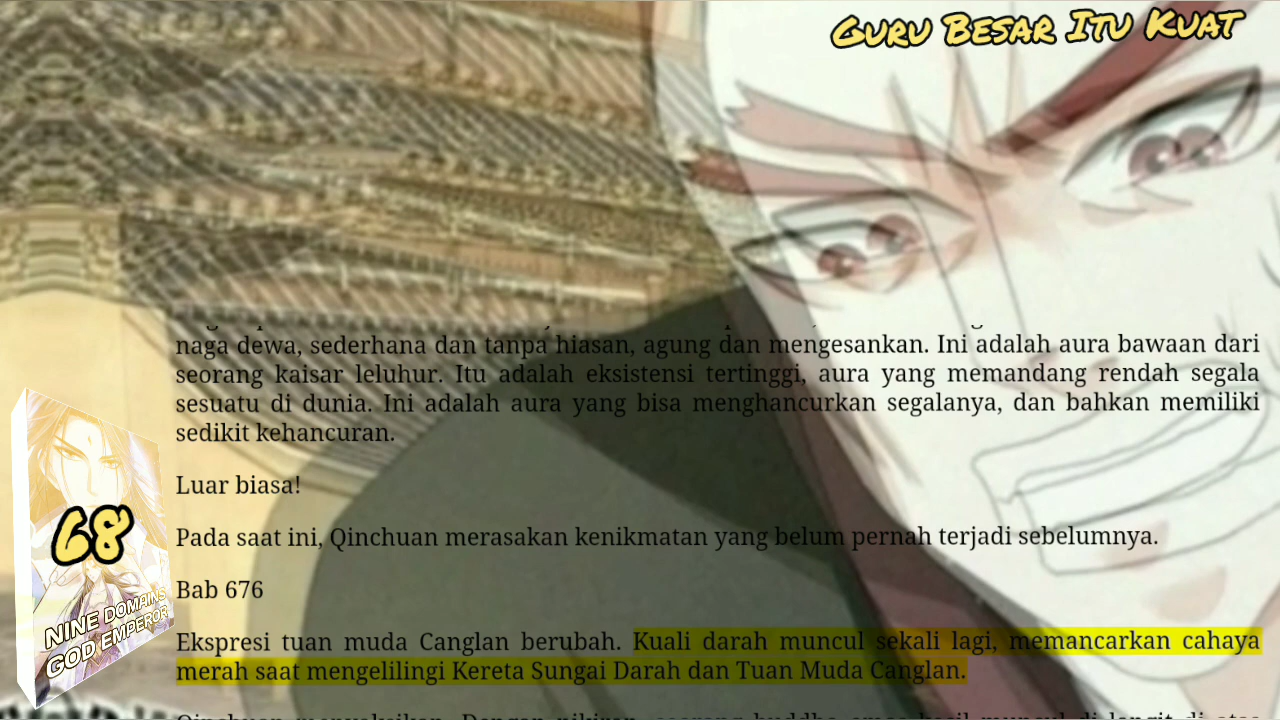 Guru Besar Itu Kuat
naga dewa, sederhana dan tanpa hiasan, agung dan mengesankan. Ini adalah aura bawaan dari
seorang kaisar leluhur. Itu adalah eksistensi tertinggi, aura yang memandang rendah segala
sesuatu di dunia. Ini adalah aura yang bisa menghancurkan segalanya, dan bahkan memiliki
sedikit kehancuran.
Luar biasa!
Pada saat ini, Qinchuan merasakan kenikmatan yang belum pernah terjadi sebelumnya.
Bab 676
Ekspresi tuan muda Canglan berubah. Kuali darah muncul sekali lagi, memancarkan cahaya
merah saat mengelilingi Kereta Sungai Darah dan Tuan Muda Canglan.
68
NINE DOMAINS
GOD EMPEROR